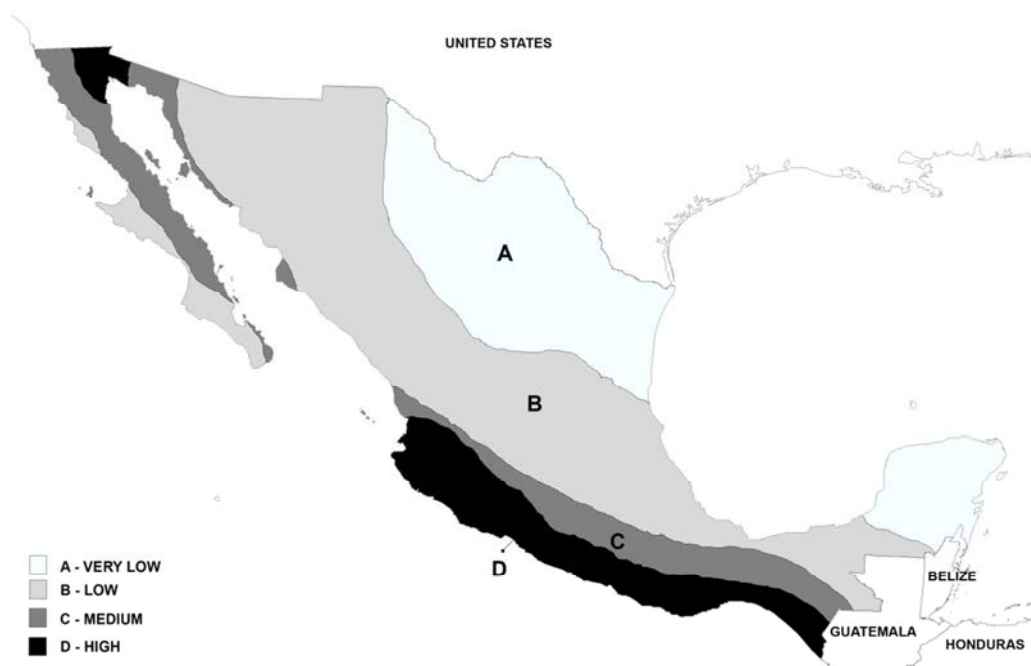 UNITED STATES
A
B
C
D
BELIZE
GUATEMALA
HONDURAS
A - VERY LOW
B - LOW
C - MEDIUM
D - HIGH